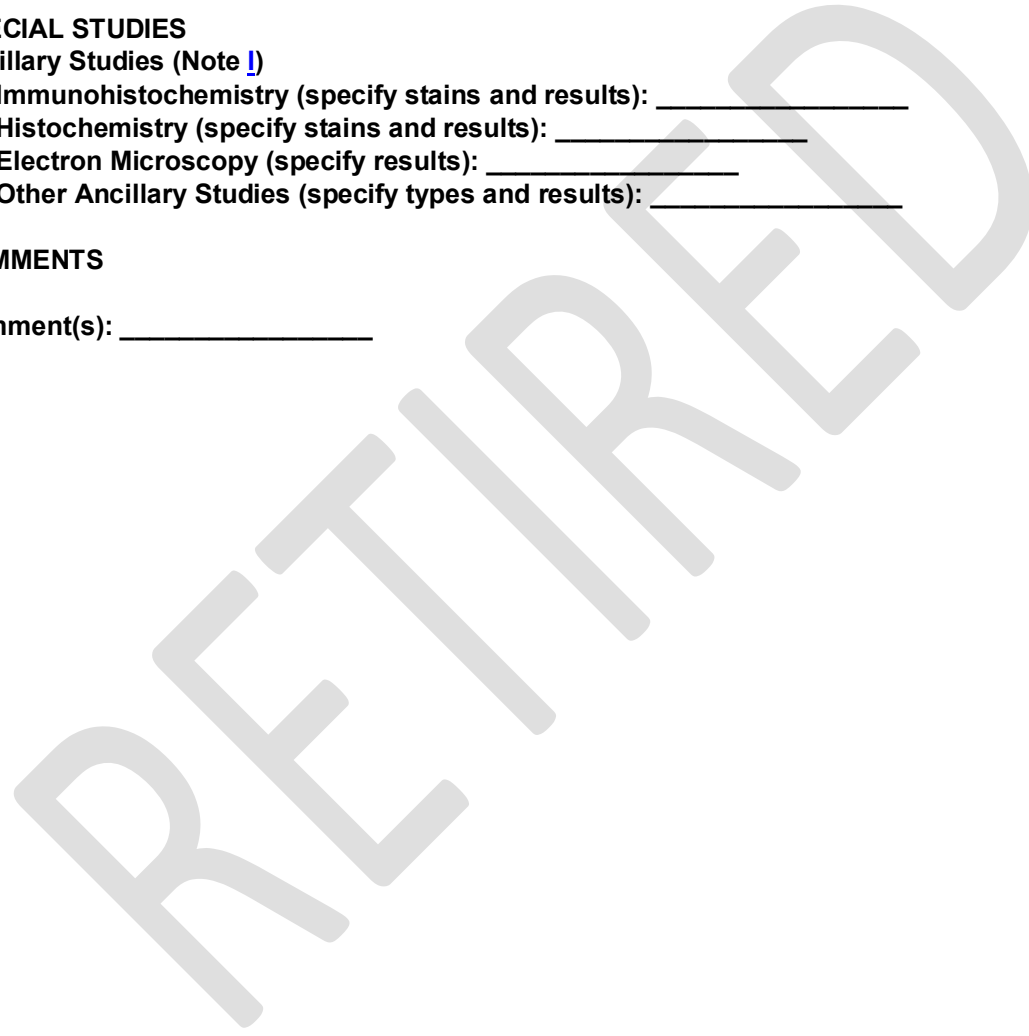 ECIAL STUDIES
illary Studies (Note I)
Immunohistochemistry (specify stains and results): _________________
Histochemistry (specify stains and results): _________________
Electron Microscopy (specify results): _________________
Other Ancillary Studies (specify types and results): _________________
MMENTS
nment(s): _________________
RETIRED